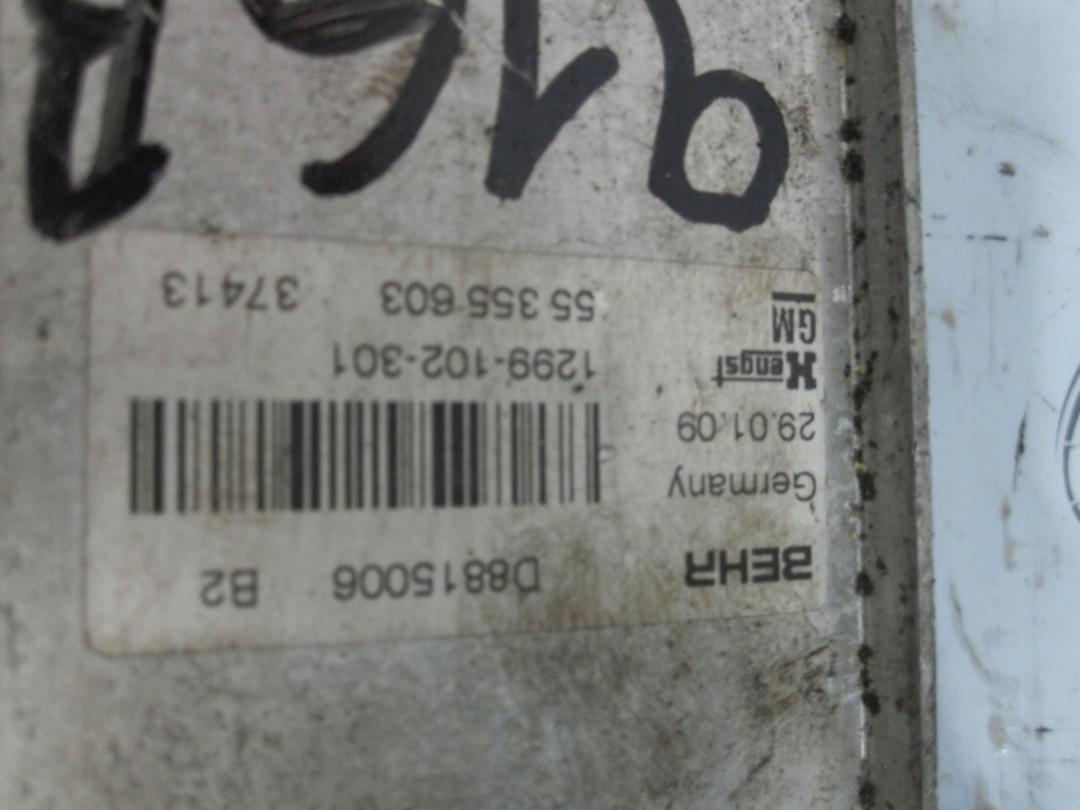 BEHR D8815006 B2
Germany
29.01.09
Hengst 1299-102-301
GM 55 355 603 37413